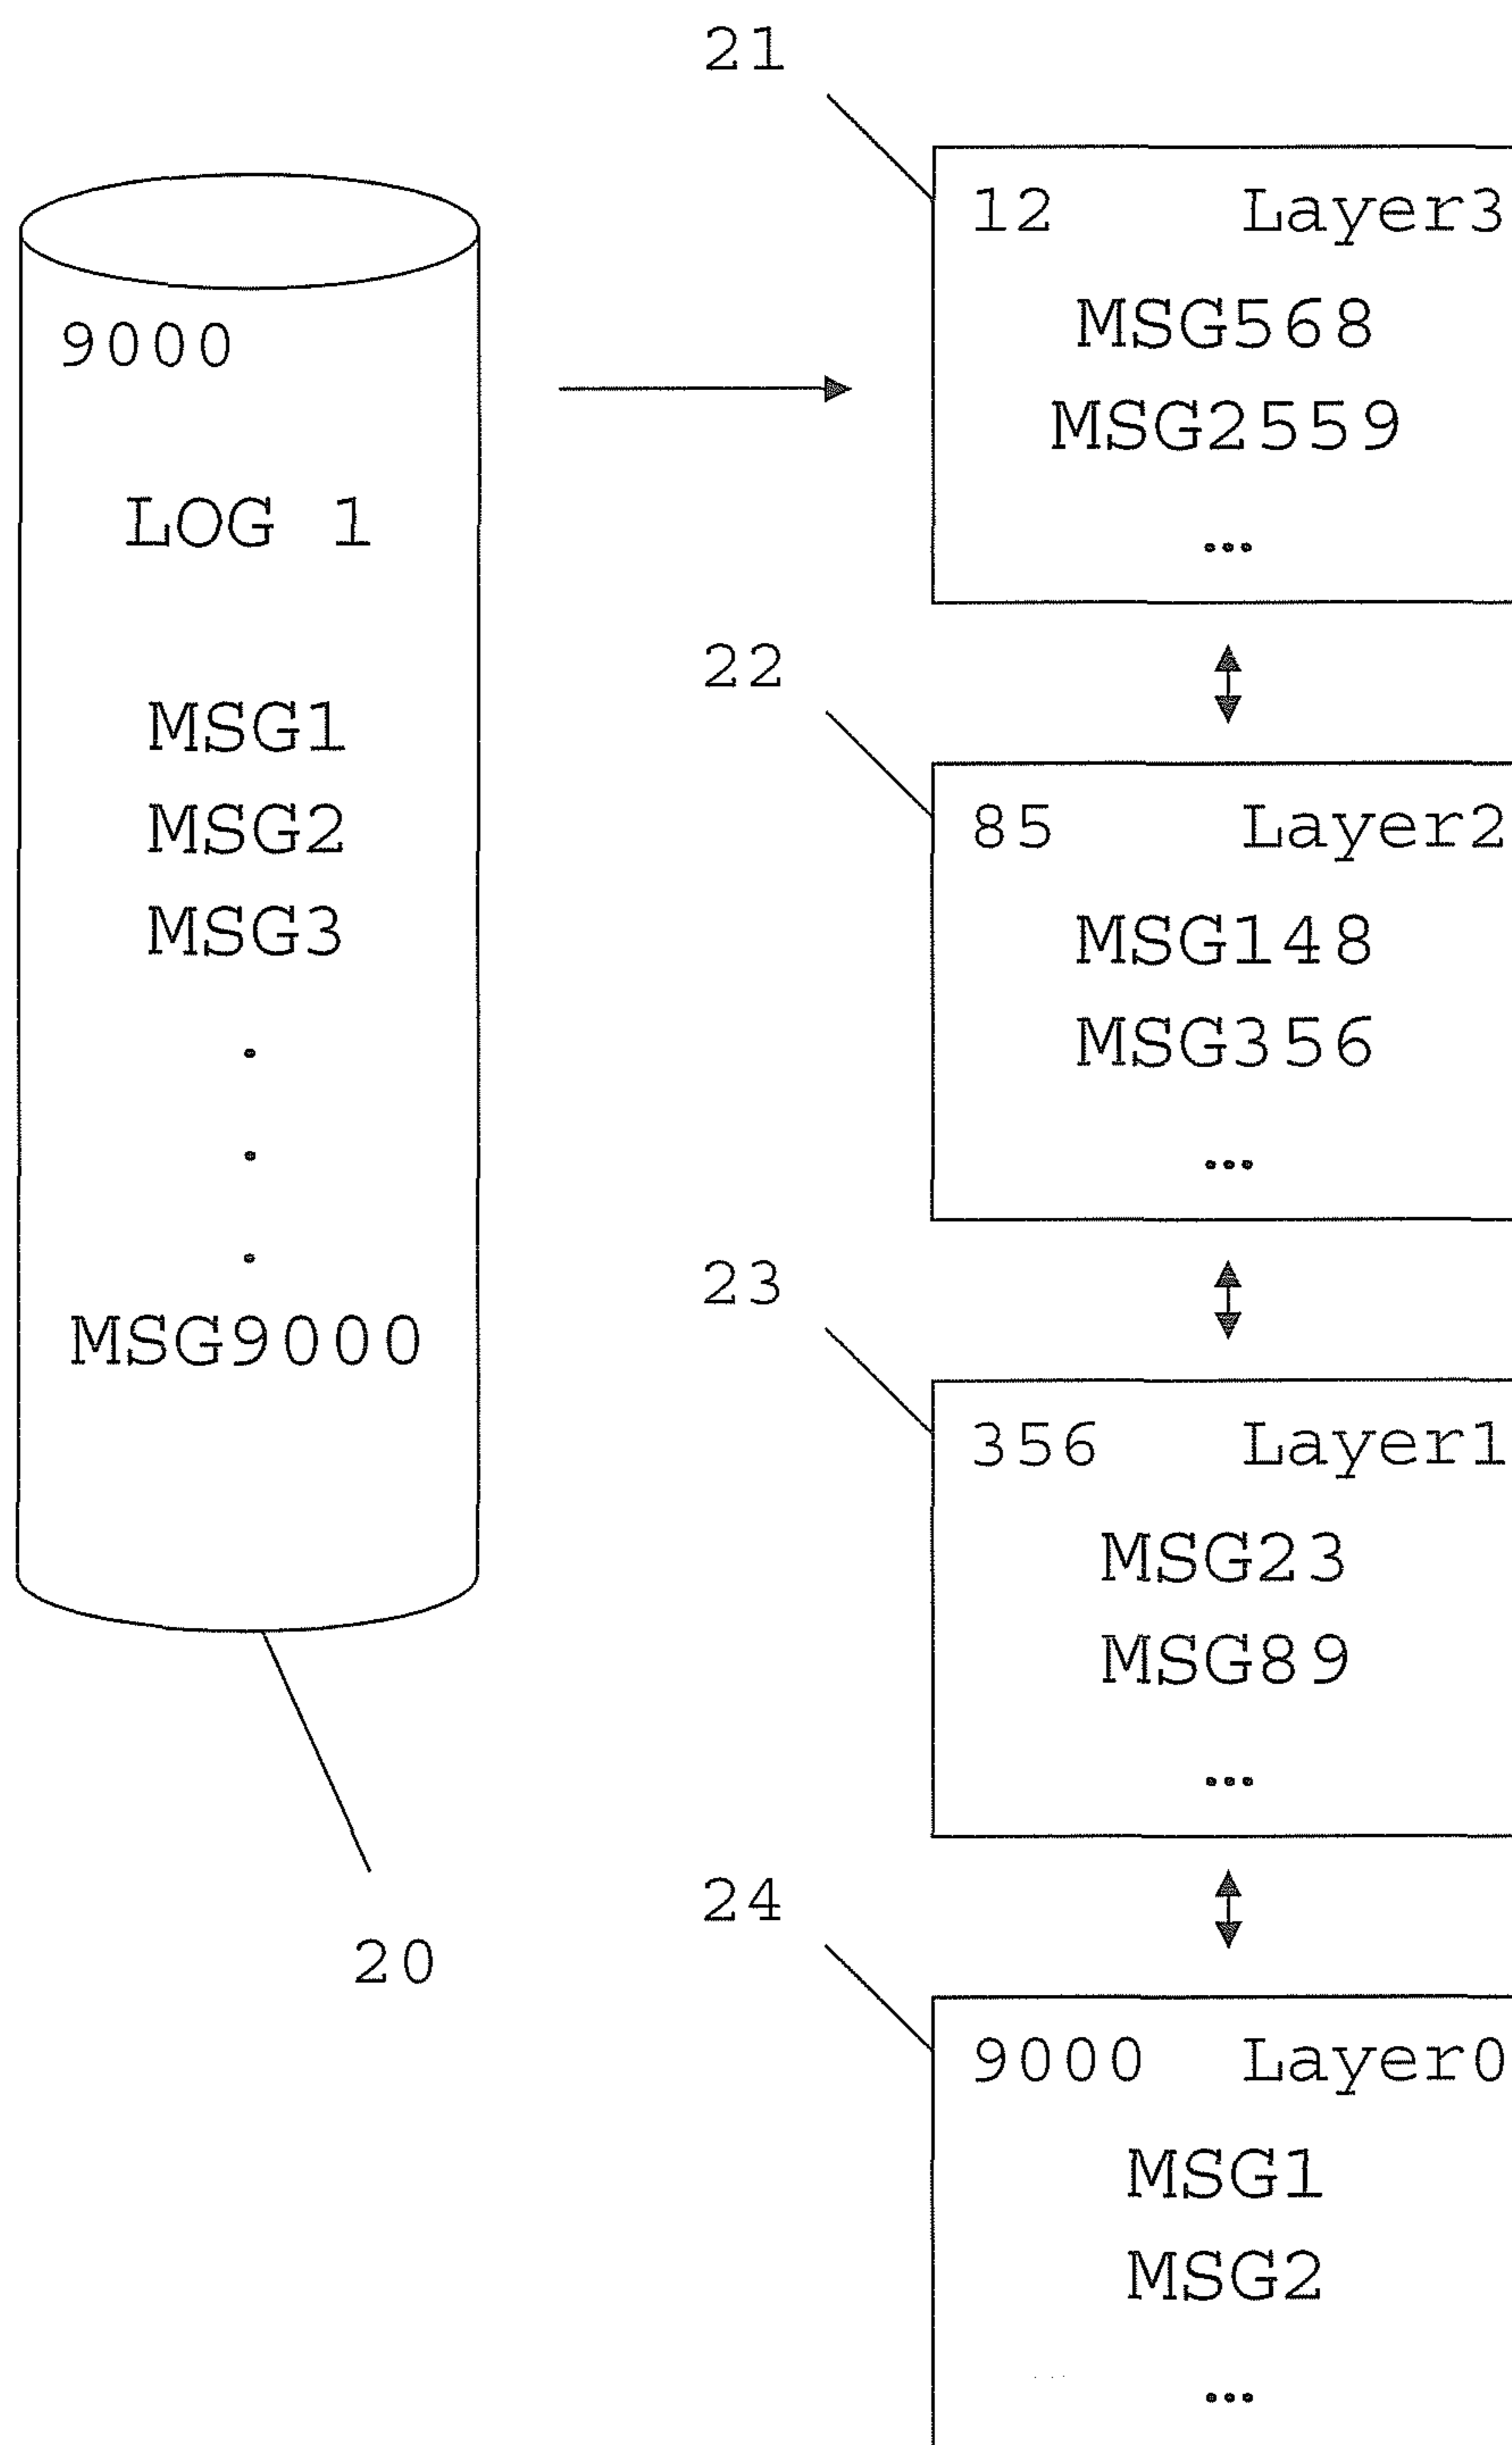 21
12 Layer3
MSG568
MSG2559
...
9000
LOG 1
MSG1
MSG2
MSG3
.
.
.
MSG9000
20
22
85 Layer2
MSG148
MSG356
...
23
356 Layer1
MSG23
MSG89
...
24
9000 Layer0
MSG1
MSG2
...